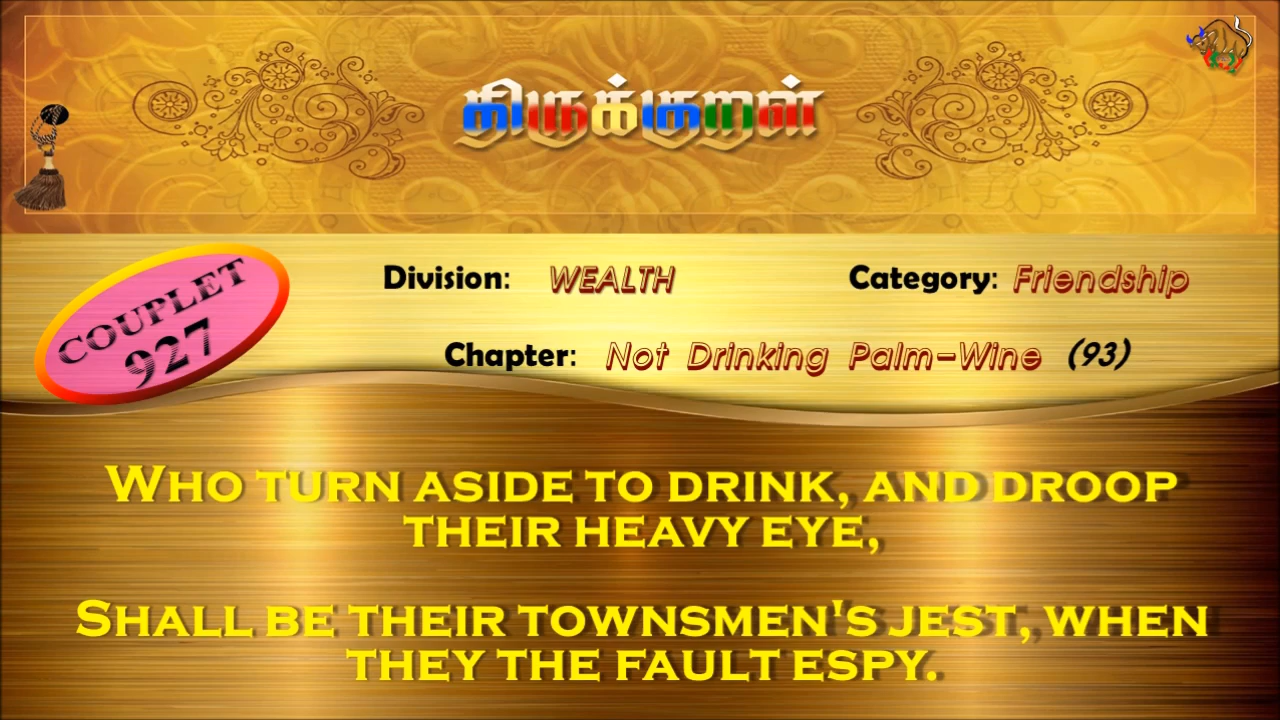 திருக்குறள்
COUPLET
927
Division: WEALTH Category: Friendship
Chapter: Not Drinking Palm-Wine (93)
WHO TURN ASIDE TO DRINK, AND DROOP
THEIR HEAVY EYE,
SHALL BE THEIR TOWNSMEN'S JEST, WHEN
THEY THE FAULT ESPY.